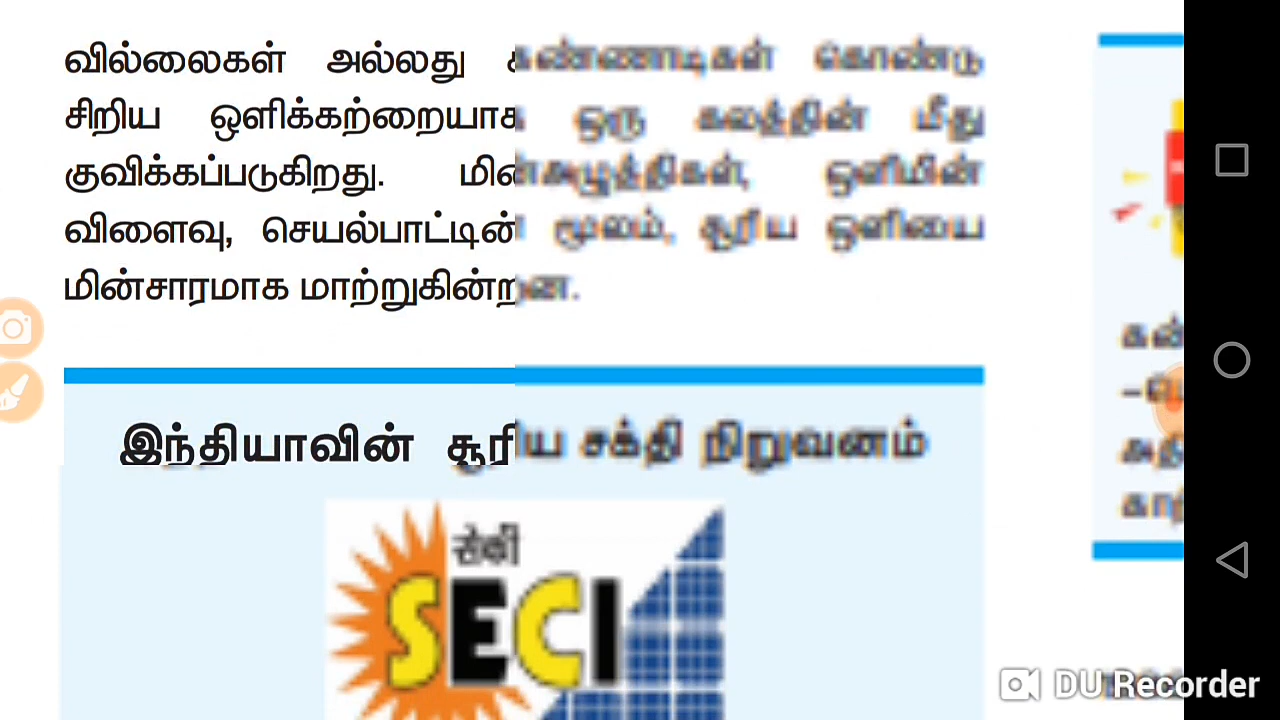 வில்லைகள் அல்லது கண்ணாடிகள் கொண்டு
சிறிய ஒளிக்கற்றையாக ஒரு கலத்தின் மீது
குவிக்கப்படுகிறது. மின்அழுத்திகள், ஒளிமின்
விளைவு, செயல்பாட்டின் மூலம், சூரிய ஒளியை
மின்சாரமாக மாற்றுகின்றன.
இந்தியாவின் சூரிய சக்தி நிறுவனம்
SECI
DU Recorder